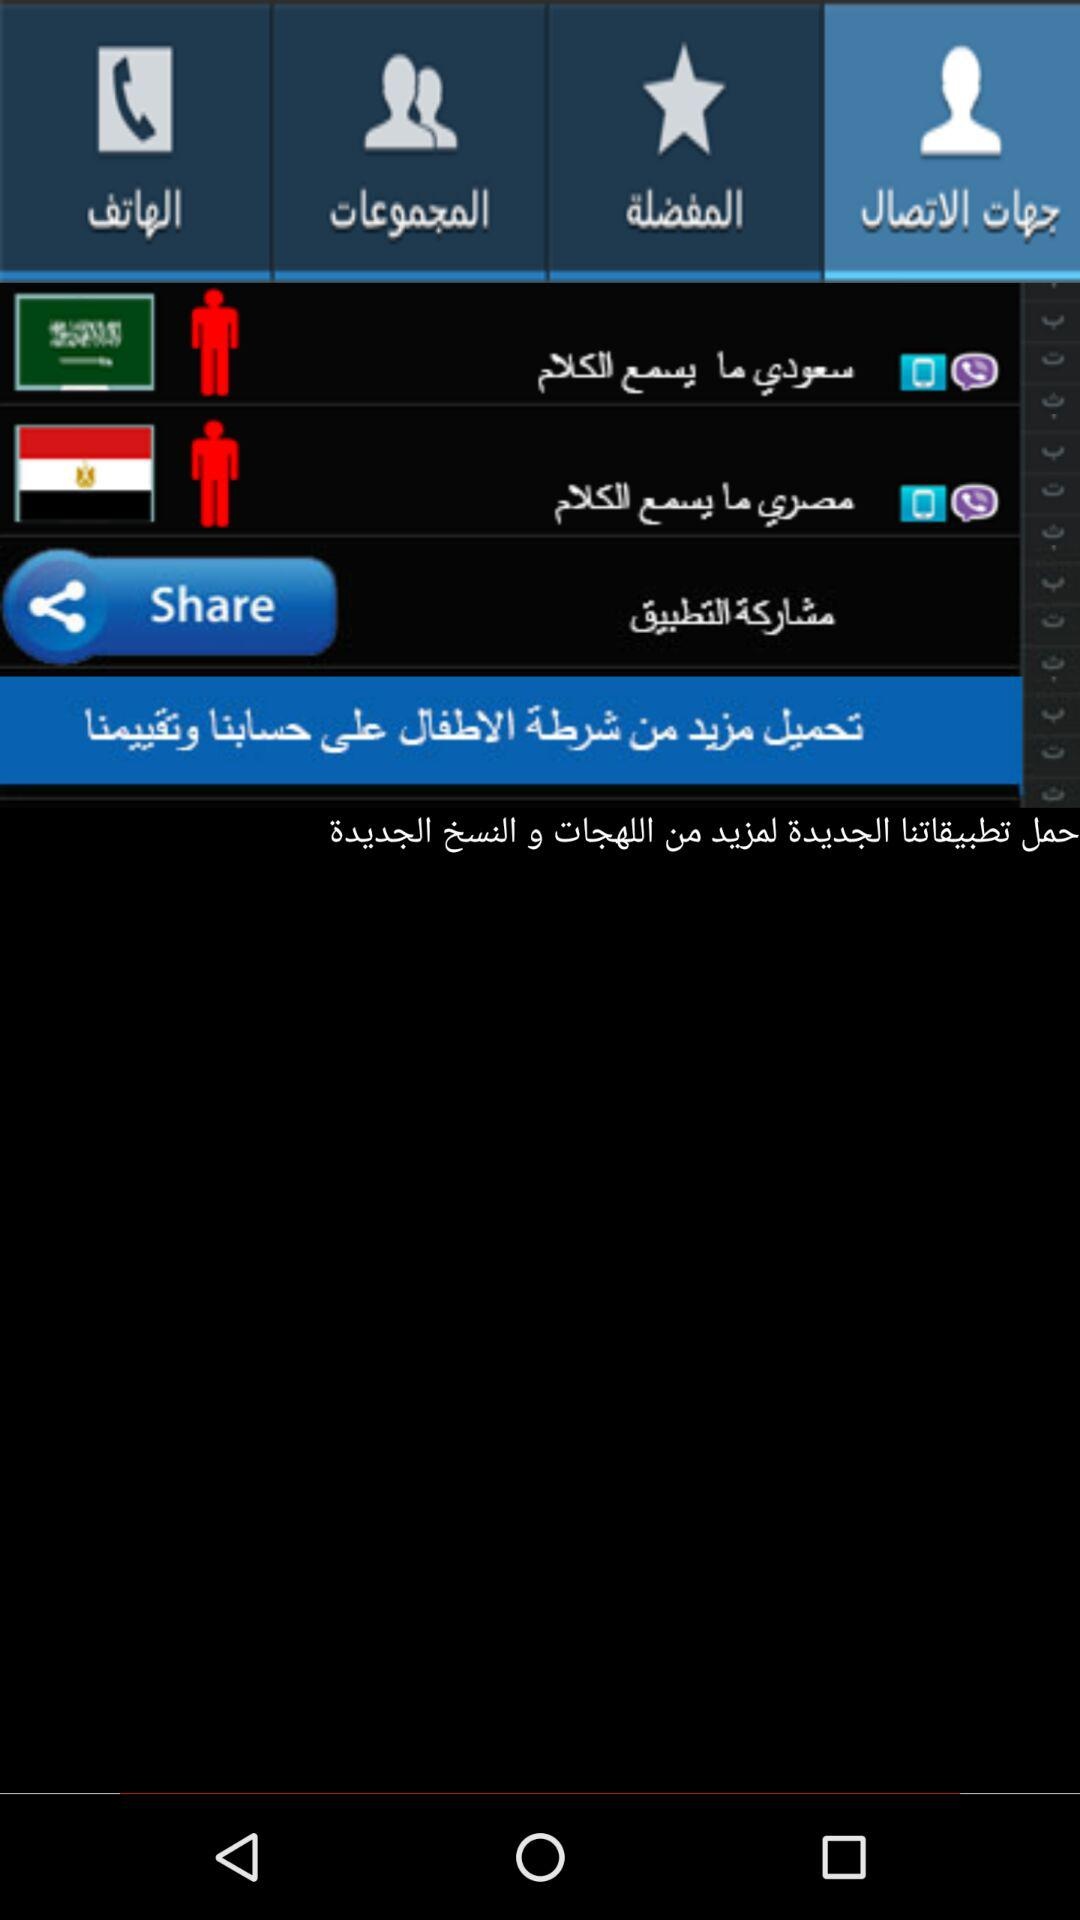 جهات الاتصال
المفضلة
المجموعات
الهاتف
سعودي ما يسمع الكلام
مصري ما يسمع الكلام
مشاركة التطبيق
Share
تحميل مزيد من شرطة الاطفال على حسابنا وتقييمنا
حمل تطبيقاتنا الجديدة لمزيد من اللهجات و النسخ الجديدة
ب
ت
ث
ب
ت
ث
ب
ت
ث
ب
ت
ث